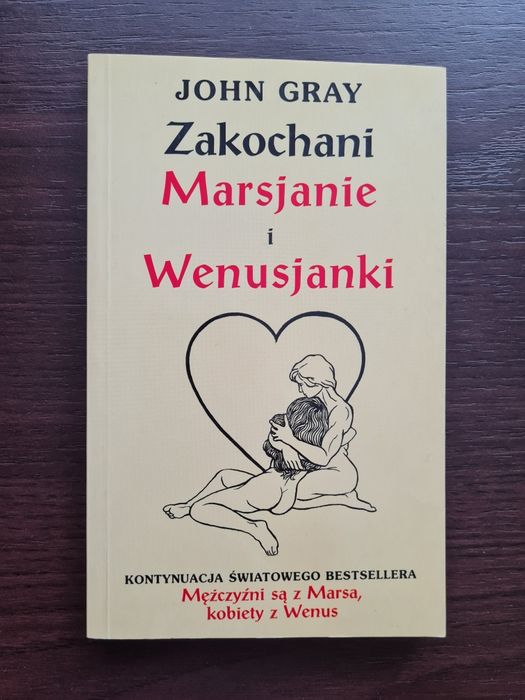 JOHN GRAY
Zakochani
Marsjanie
i
Wenusjanki
KONTYNUACJA ŚWIATOWEGO BESTSELLERA
Mężczyźni są z Marsa,
kobiety z Wenus